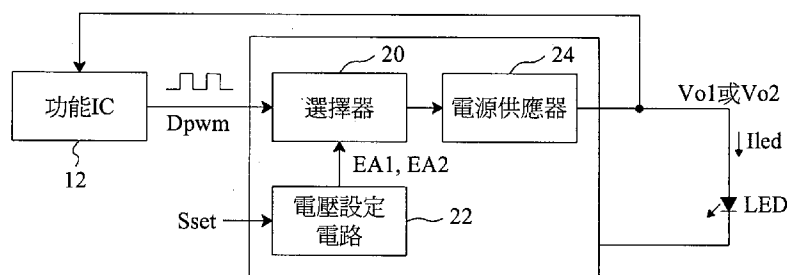 20
24
功能IC
選擇器
電源供應器
Vo1或Vo2
Dpwm
Iled
12
EA1, EA2
LED
Sset
電壓設定
電路
22